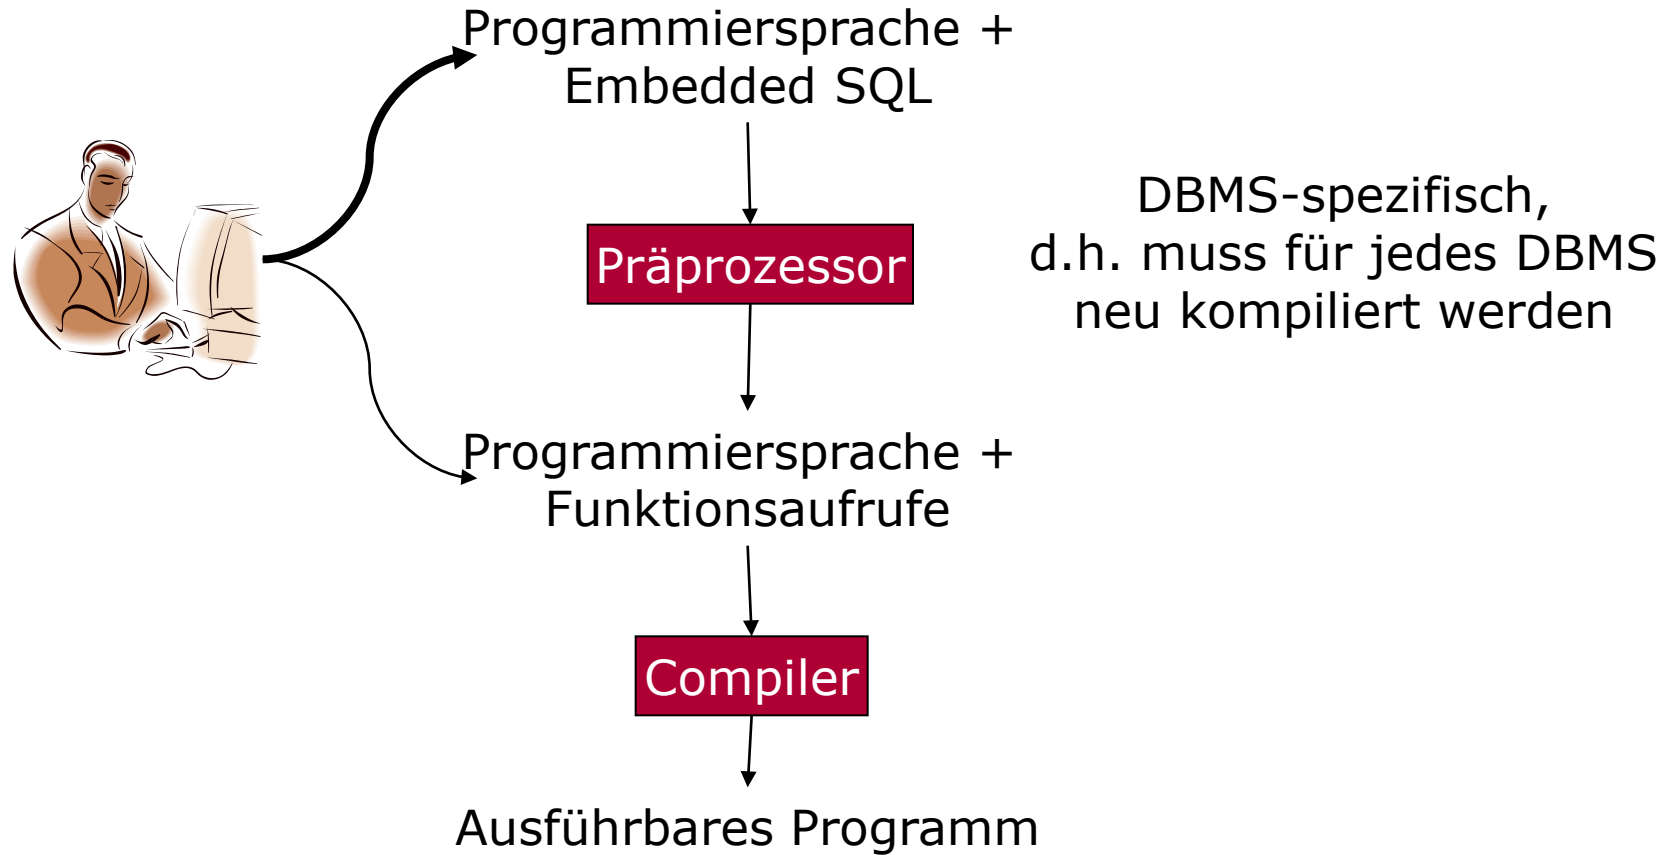 Programmiersprache +
Embedded SQL
Präprozessor
DBMS-spezifisch,
d.h. muss für jedes DBMS
neu kompiliert werden
Programmiersprache +
Funktionsaufrufe
Compiler
Ausführbares Programm